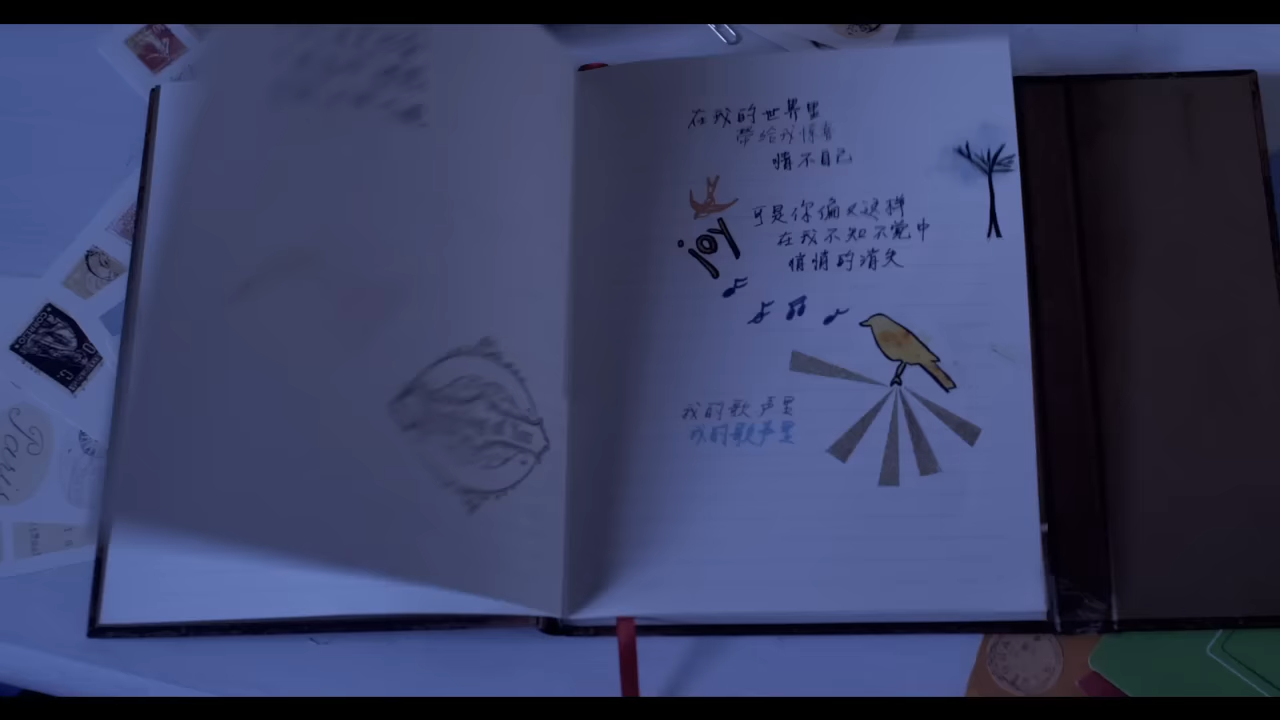 在我的世界里
带给我惊喜
情不自已
joy
可是你偏又这样
在我不知不觉中
悄悄的消失
我的歌声里
我的歌声里
Paris
CORREIO